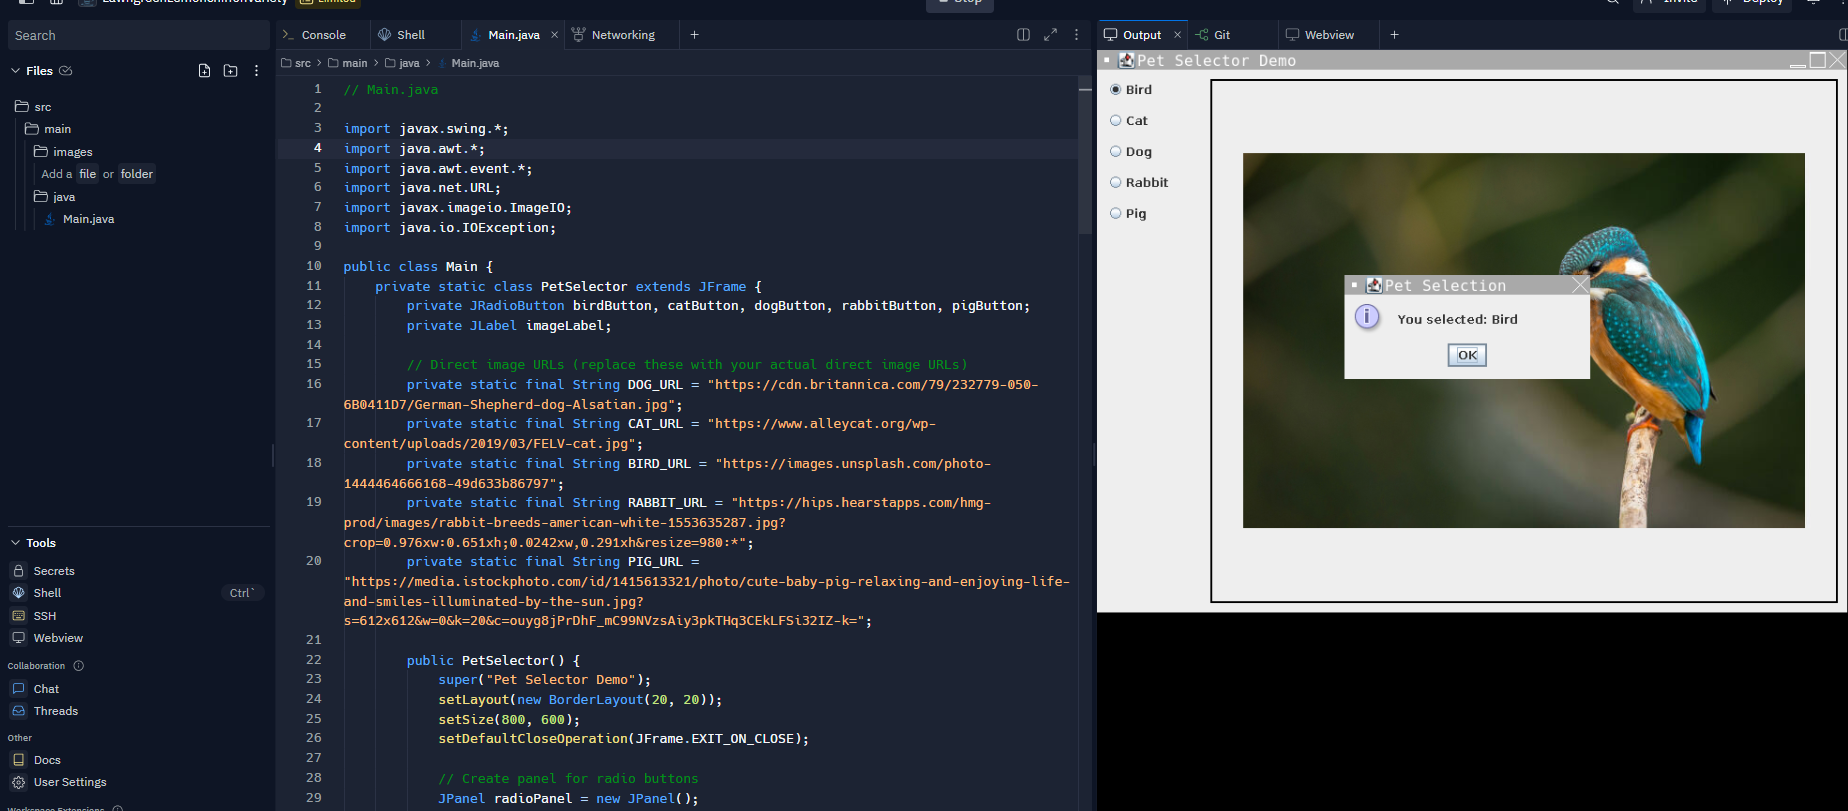 Limited
Stop
Invite
Deploy
Search
Files
src
main
images
Add a file or folder
java
Main.java
Tools
Secrets
Shell
Ctrl`
SSH
Webview
Collaboration
Chat
Threads
Other
Docs
User Settings
Workspace Extensions
Console
Shell
Main.java
Networking
src > main > java > Main.java
1 // Main.java
2
3 import javax.swing.*;
4 import java.awt.*;
5 import java.awt.event.*;
6 import java.net.URL;
7 import javax.imageio.ImageIO;
8 import java.io.IOException;
9
10 public class Main {
11 private static class PetSelector extends JFrame {
12 private JRadioButton birdButton, catButton, dogButton, rabbitButton, pigButton;
13 private JLabel imageLabel;
14
15 // Direct image URLs (replace these with your actual direct image URLs)
16 private static final String DOG_URL = "https://cdn.britannica.com/79/232779-050-
6B0411D7/German-Shepherd-dog-Alsatian.jpg";
17 private static final String CAT_URL = "https://www.alleycat.org/wp-
content/uploads/2019/03/FELV-cat.jpg";
18 private static final String BIRD_URL = "https://images.unsplash.com/photo-
1444464666168-49d633b86797";
19 private static final String RABBIT_URL = "https://hips.hearstapps.com/hmg-
prod/images/rabbit-breeds-american-white-1553635287.jpg?
crop=0.976xw:0.651xh;0.0242xw,0.291xh&resize=980:*";
20 private static final String PIG_URL =
"https://media.istockphoto.com/id/1415613321/photo/cute-baby-pig-relaxing-and-enjoying-life-
and-smiles-illuminated-by-the-sun.jpg?
s=612x612&w=0&k=20&c=ouyg8jPrDhF_mC99NVzsAiy3pkTHq3CEkLFSi32IZ-k=";
21
22 public PetSelector() {
23 super("Pet Selector Demo");
24 setLayout(new BorderLayout(20, 20));
25 setSize(800, 600);
26 setDefaultCloseOperation(JFrame.EXIT_ON_CLOSE);
27
28 // Create panel for radio buttons
29 JPanel radioPanel = new JPanel();
Output
Git
Webview
Pet Selector Demo
Bird
Cat
Dog
Rabbit
Pig
Pet Selection
You selected: Bird
OK